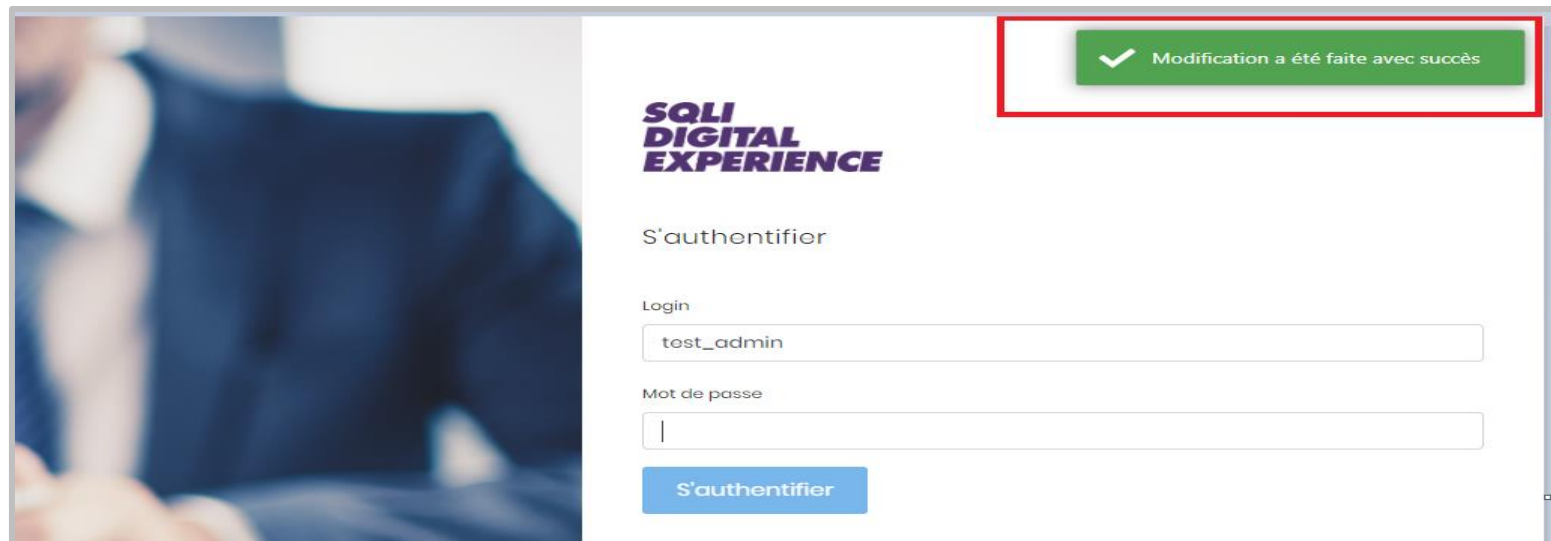 Modification a été faite avec succès
SQLI
DIGITAL
EXPERIENCE
S'authentifier
Login
test_admin
Mot de passe
S'authentifier